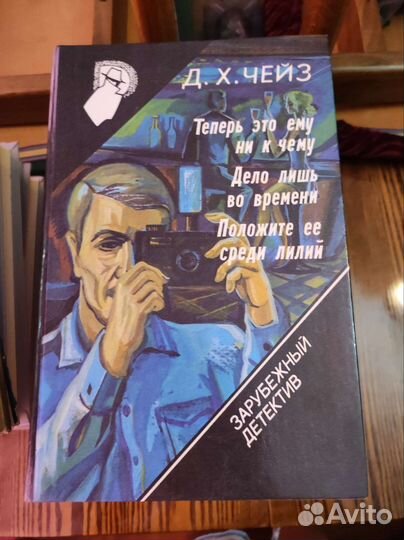 Д. Х. ЧЕЙЗ
Теперь это ему
ни к чему
Дело лишь
во времени
Положите ее
среди лилий
ЗАРУБЕЖНЫЙ
ДЕТЕКТИВ
Avito